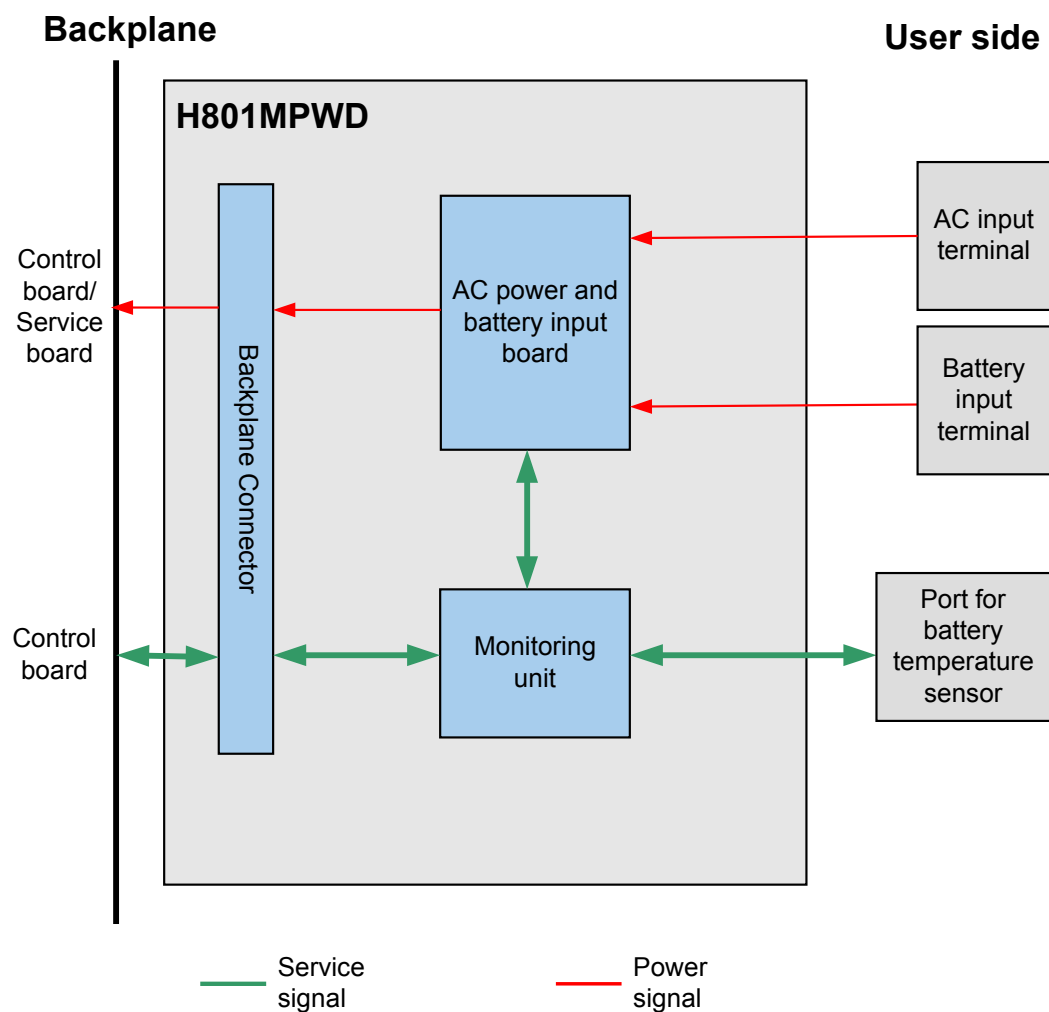 Backplane
User side
H801MPWD
AC input
terminal
Control
board/
Service
board
AC power and
battery input
board
Backplane Connector
Battery
input
terminal
Control
board
Monitoring
unit
Port for
battery
temperature
sensor
Service
signal
Power
signal